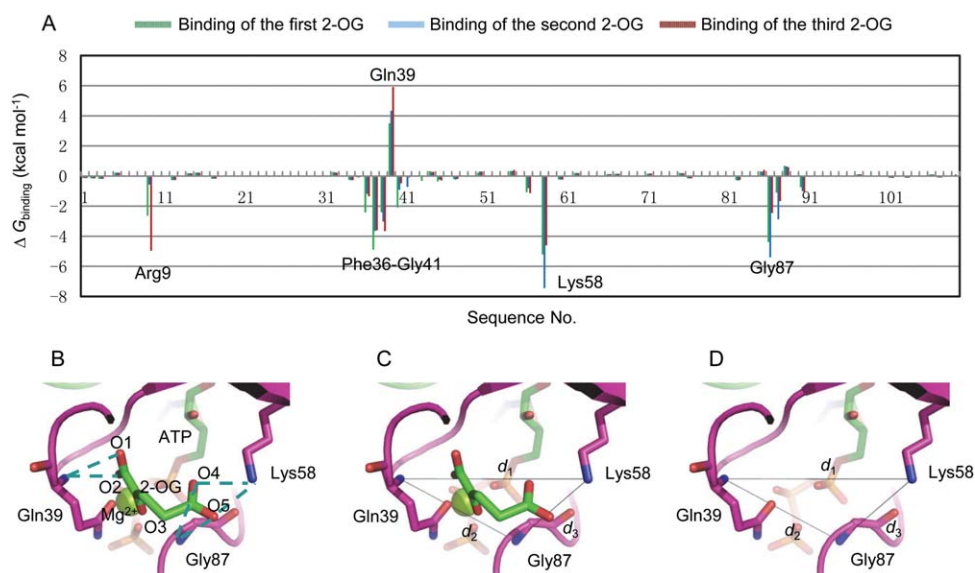 A
Binding of the first 2-OG Binding of the second 2-OG Binding of the third 2-OG
Δ G binding (kcal mol-1)
8
6
4
2
0
-2
-4
-6
-8
Gln39
1 11 21 31 41 51 61 71 81 91 101
Arg9
Phe36-Gly41
Lys58
Gly87
Sequence No.
B
O1
ATP
O4
O2
2-OG
Lys58
O5
Mg2+
O3
Gln39
Gly87
C
d1
Lys58
Gln39
d2
d3
Gly87
D
d1
Lys58
Gln39
d2
d3
Gly87